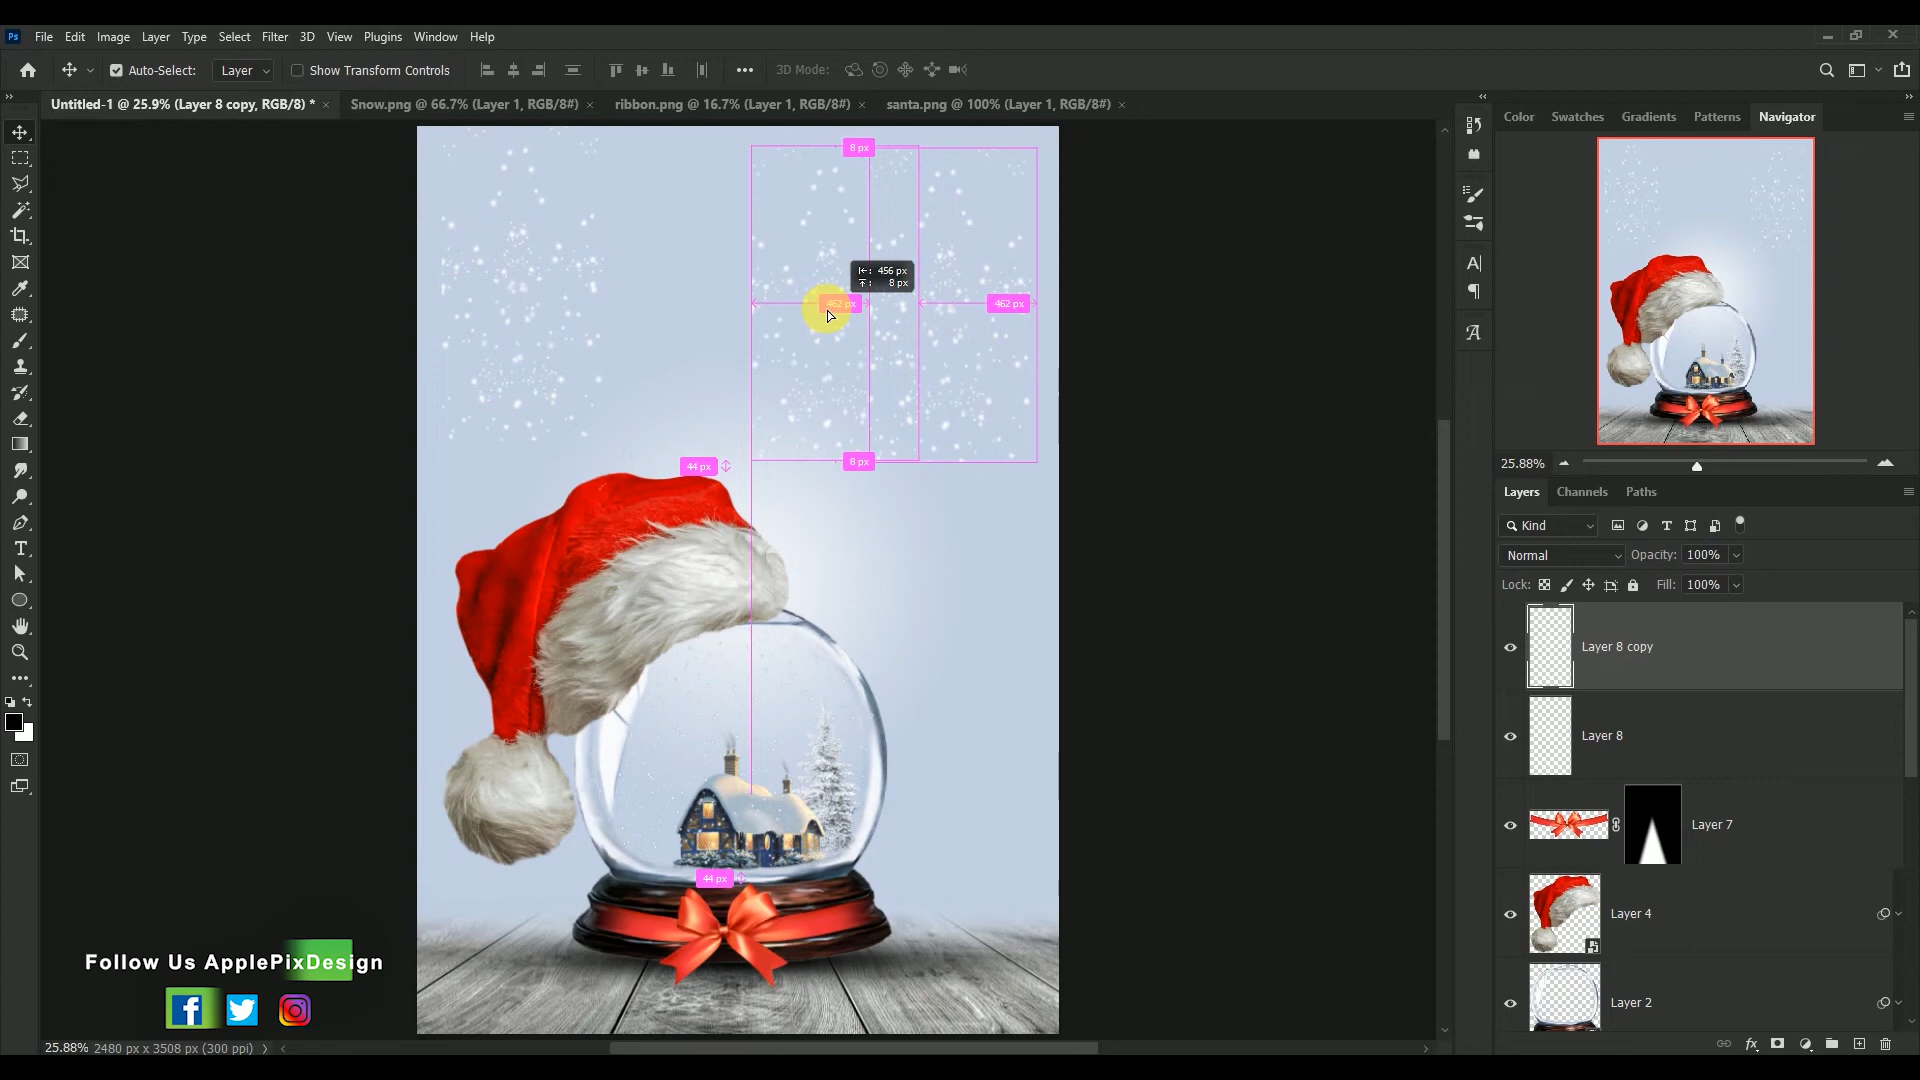 Ps File Edit Image Layer Type Select Filter 3D View Plugins Window Help
Auto-Select: Layer Show Transform Controls 3D Mode:
Untitled-1 @ 25.9% (Layer 8 copy, RGB/8) * Snow.png @ 66.7% (Layer 1, RGB/8#) ribbon.png @ 16.7% (Layer 1, RGB/8#) santa.png @ 100% (Layer 1, RGB/8#)
Color Swatches Gradients Patterns Navigator
8 px
456 px
8 px
462 px 462 px
8 px
44 px
44 px
25.88%
Layers Channels Paths
Kind
Normal Opacity: 100%
Lock: Fill: 100%
Layer 8 copy
Layer 8
Layer 7
Layer 4
Layer 2
Follow Us ApplePixDesign
25.88% 2480 px x 3508 px (300 ppi)